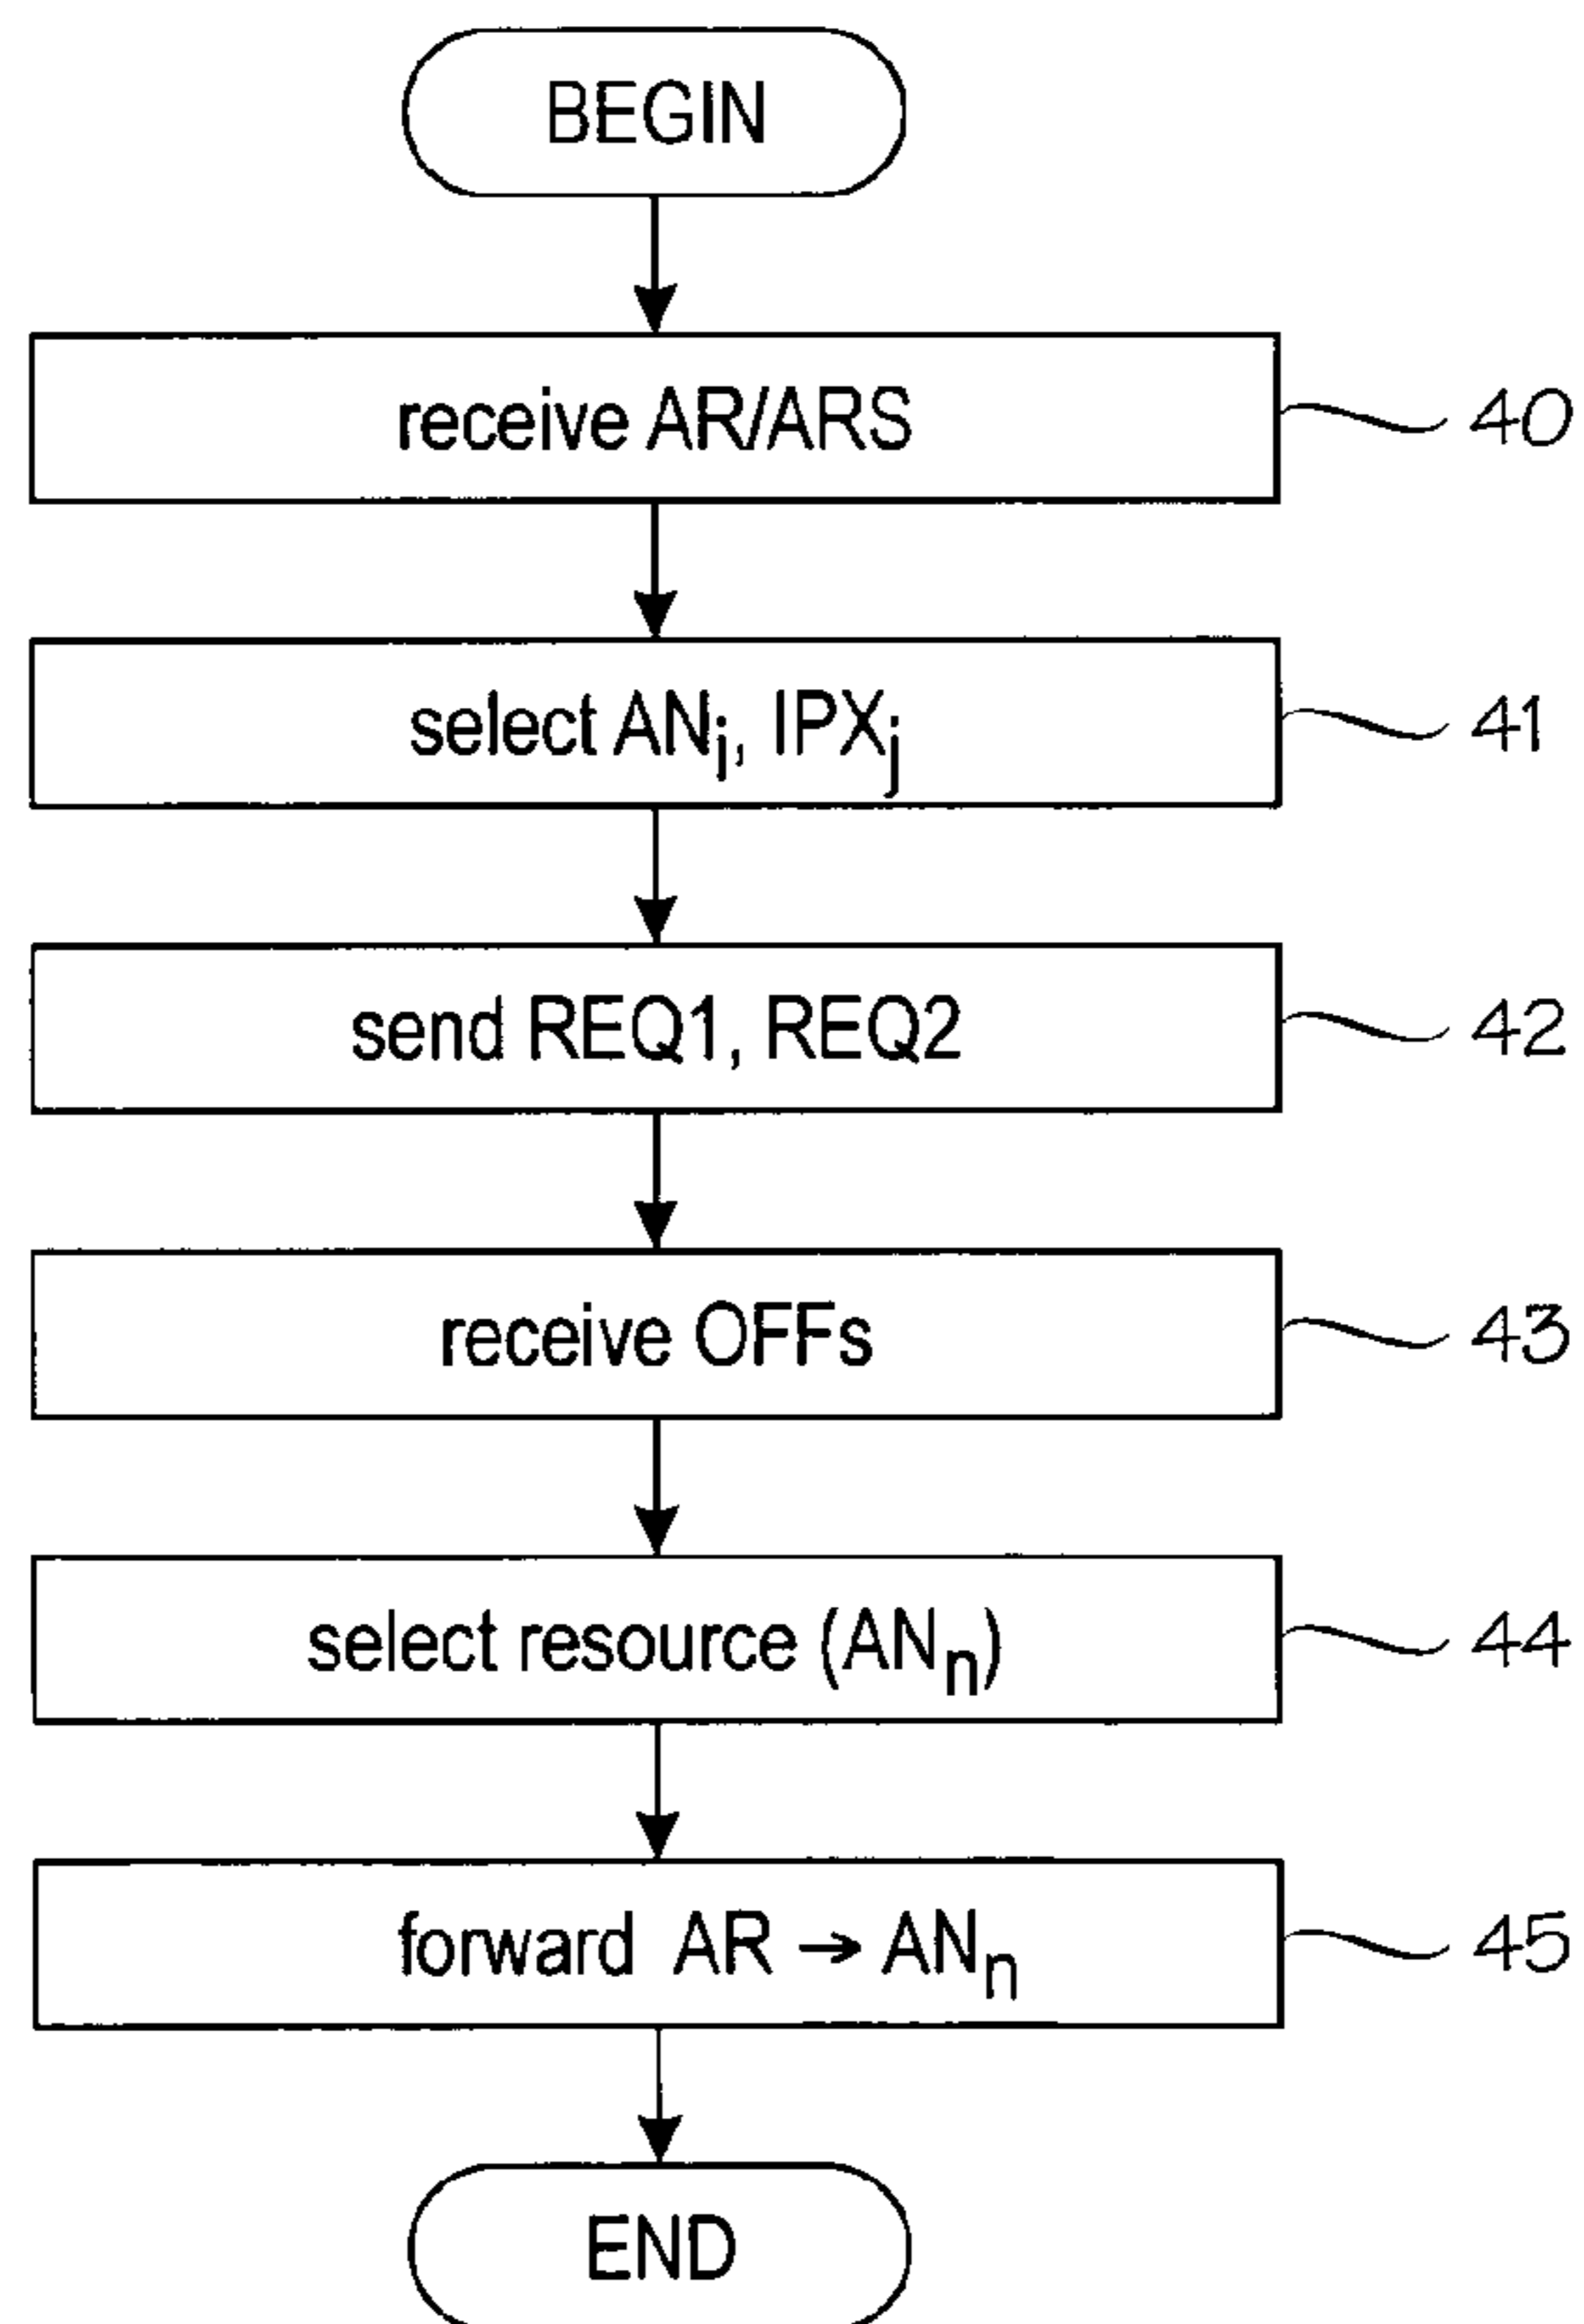 BEGIN
receive AR/ARS
40
select ANi, IPXj
41
send REQ1, REQ2
42
receive OFFs
43
select resource (ANn)
44
forward AR → ANn
45
END